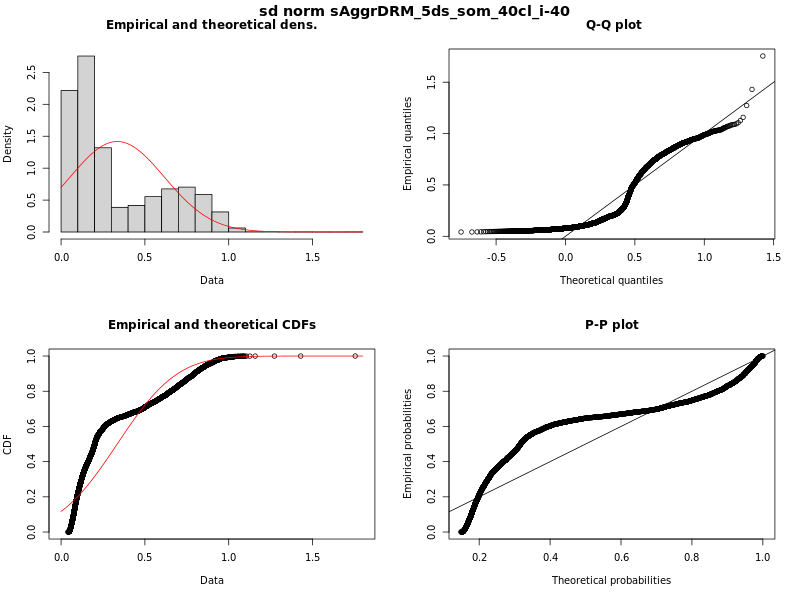 sd norm sAggrDRM_5ds_som_40cl_i-40
Empirical and theoretical dens.
Density
0.0 0.5 1.0 1.5 2.0 2.5
0.0 0.5 1.0 1.5
Data
Q-Q plot
Empirical quantiles
0.0 0.5 1.0 1.5
-0.5 0.0 0.5 1.0 1.5
Theoretical quantiles
Empirical and theoretical CDFs
CDF
0.0 0.2 0.4 0.6 0.8 1.0
0.0 0.5 1.0 1.5
Data
P-P plot
Empirical probabilities
0.0 0.2 0.4 0.6 0.8 1.0
0.2 0.4 0.6 0.8 1.0
Theoretical probabilities